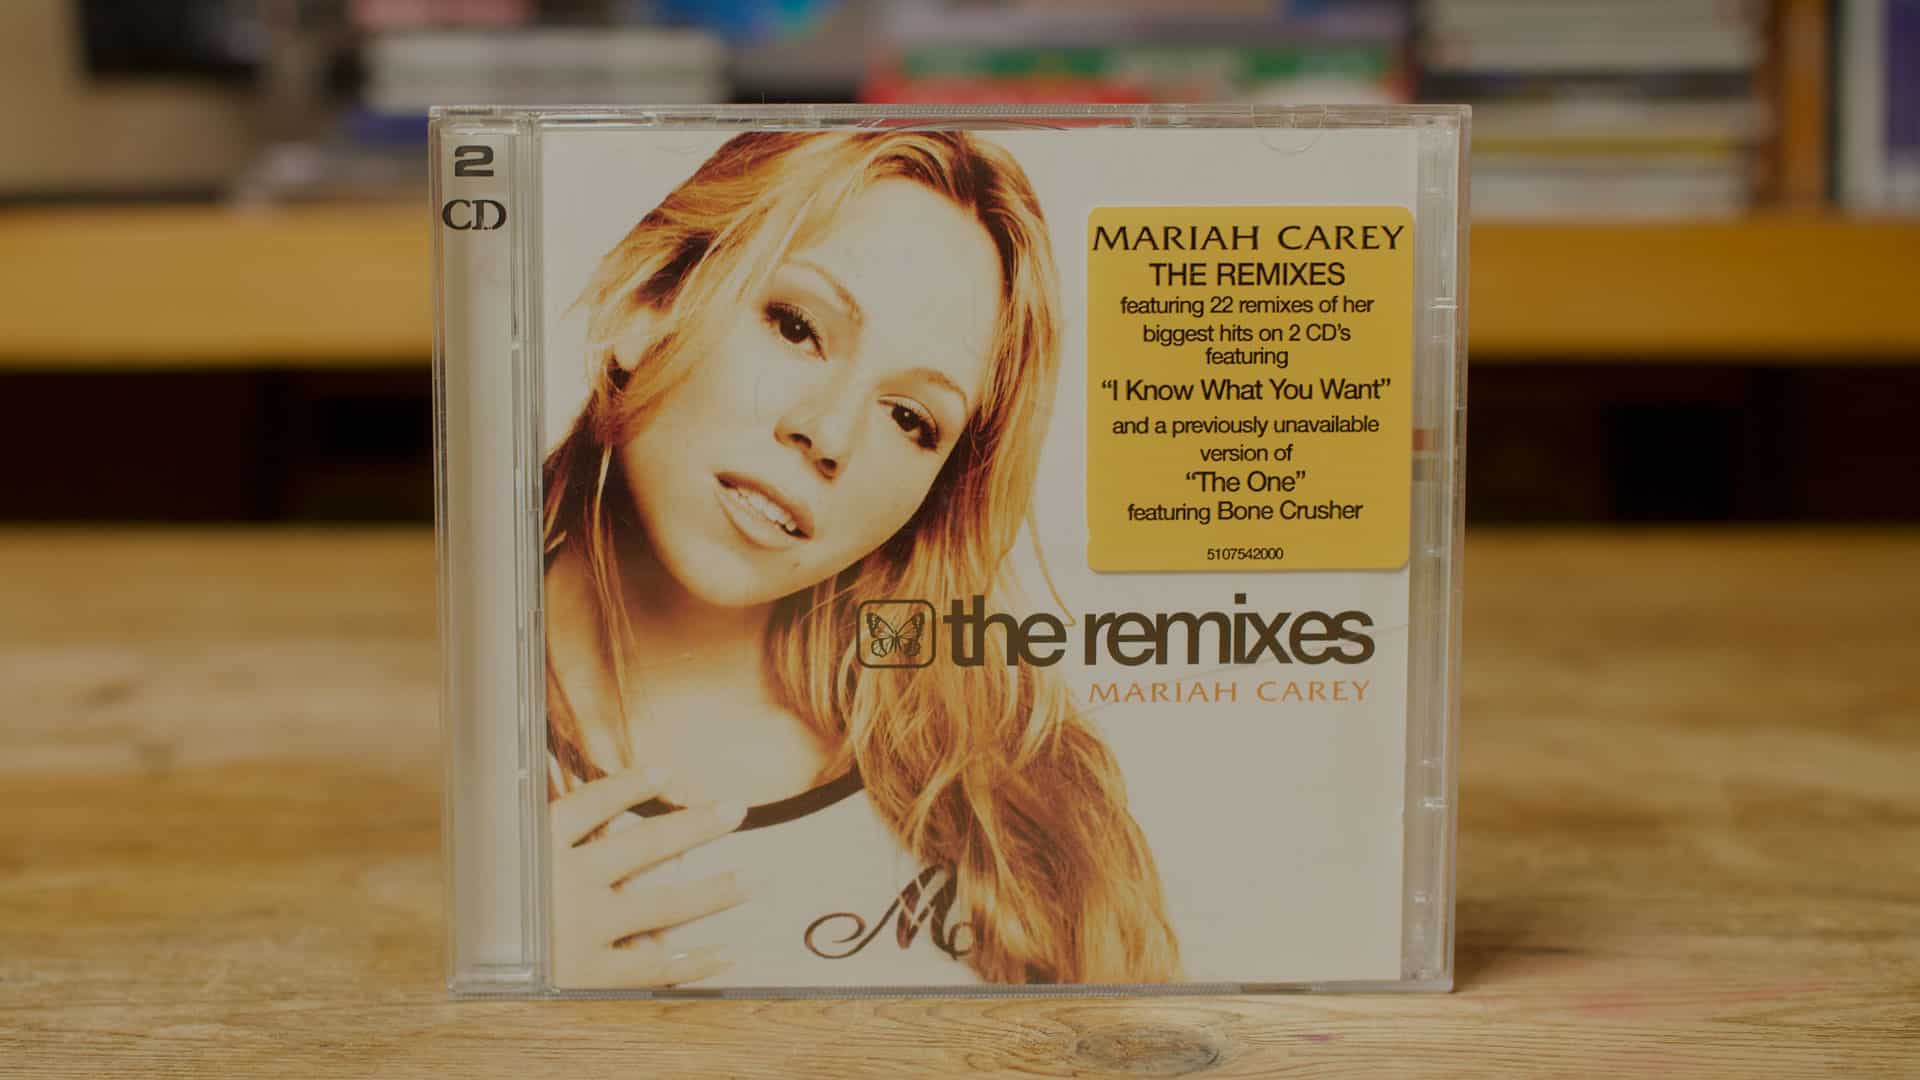 2
CD
MARIAH CAREY
THE REMIXES
featuring 22 remixes of her
biggest hits on 2 CD's
featuring
“I Know What You Want”
and a previously unavailable
version of
“The One”
featuring Bone Crusher
5107542000
the remixes
MARIAH CAREY
M